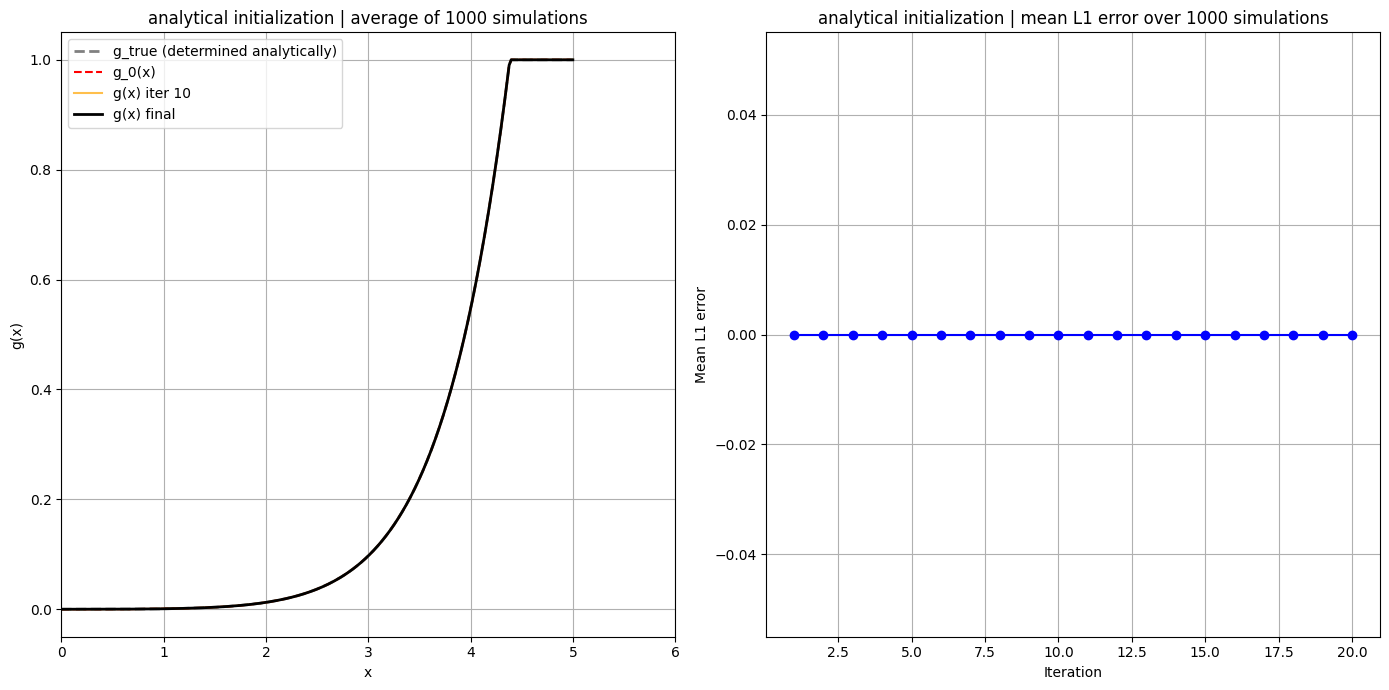 analytical initialization | average of 1000 simulations
g_true (determined analytically)
g_0(x)
g(x) iter 10
g(x) final
1.0
0.8
0.6
0.4
0.2
0.0
g(x)
0 1 2 3 4 5 6
x
analytical initialization | mean L1 error over 1000 simulations
0.04
0.02
0.00
−0.02
−0.04
Mean L1 error
2.5 5.0 7.5 10.0 12.5 15.0 17.5 20.0
Iteration